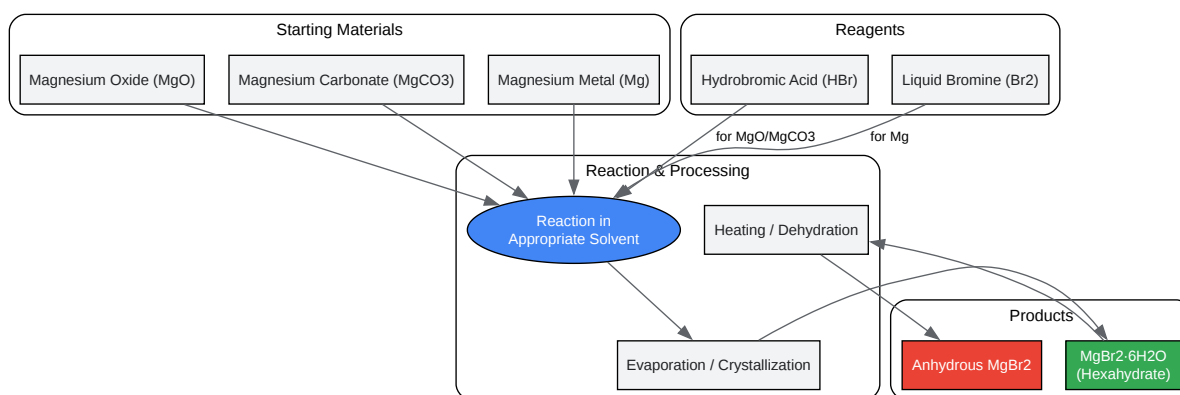 Starting Materials
Reagents
Magnesium Oxide (MgO)
Magnesium Carbonate (MgCO3)
Magnesium Metal (Mg)
Hydrobromic Acid (HBr)
Liquid Bromine (Br2)
for MgO/MgCO3
for Mg
Reaction & Processing
Reaction in
Appropriate Solvent
Heating / Dehydration
Products
Evaporation / Crystallization
Anhydrous MgBr2
MgBr2·6H2O
(Hexahydrate)